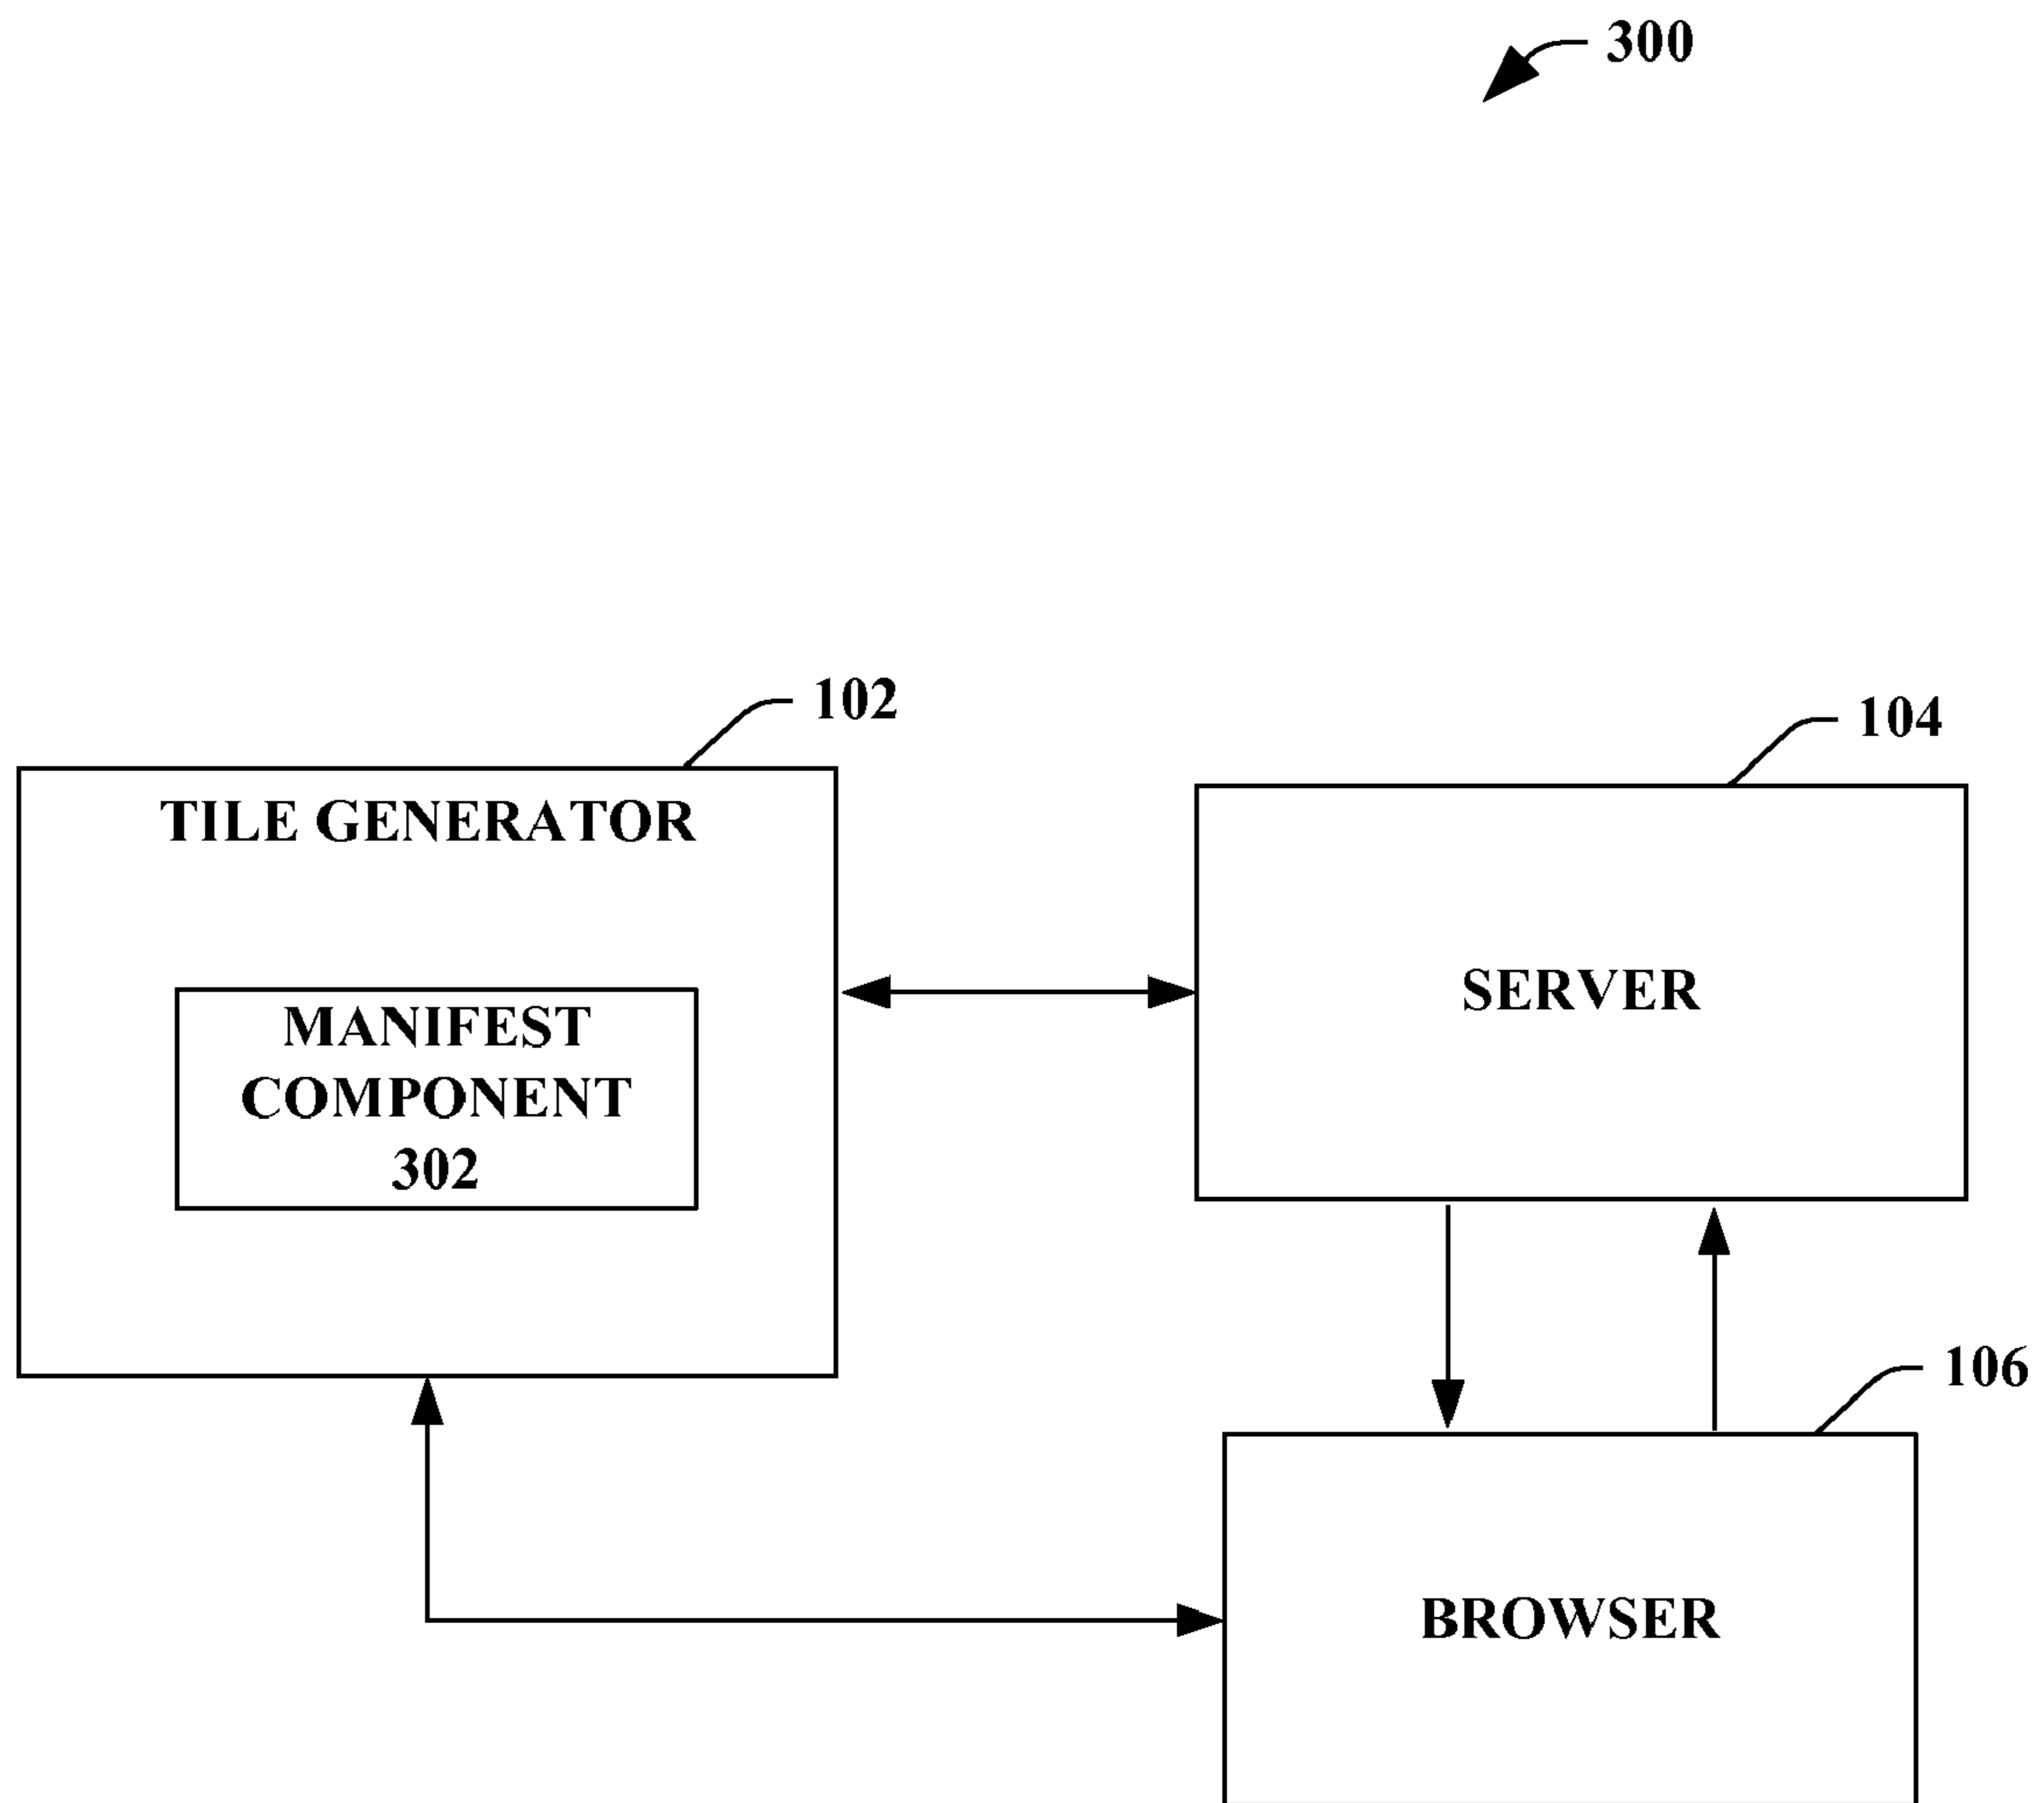 300
102
104
TILE GENERATOR
SERVER
MANIFEST
COMPONENT
302
106
BROWSER